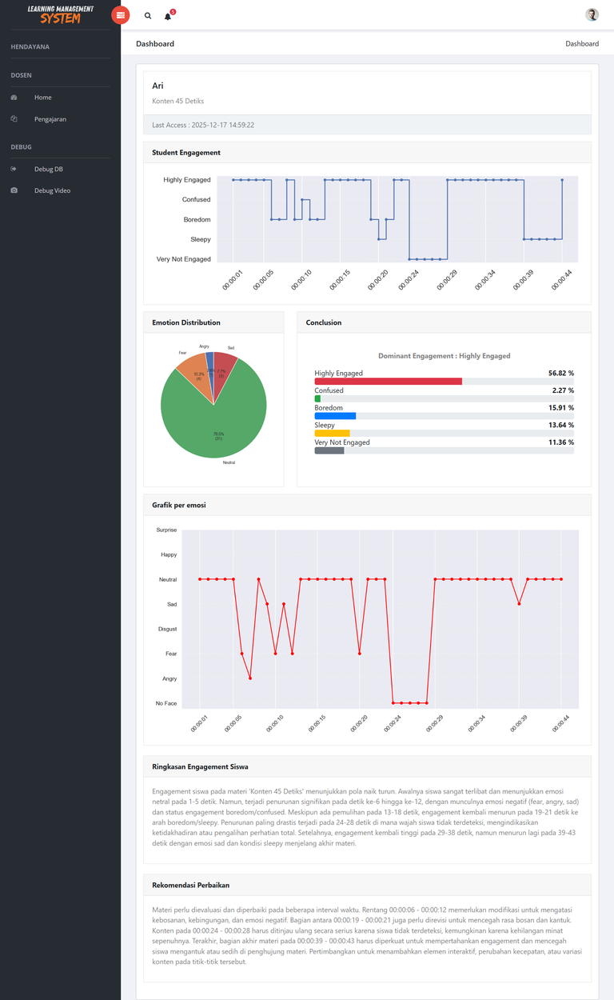 LEARNING MANAGEMENT
SYSTEM
5
HENDAYANA
DOSEN
Home
Pengajaran
DEBUG
Debug DB
Debug Video
Dashboard
Dashboard
Ari
Konten 45 Detiks
Last Access : 2025-12-17 14:59:22
Student Engagement
Highly Engaged
Confused
Boredom
Sleepy
Very Not Engaged
00:00:01
00:00:05
00:00:10
00:00:15
00:00:20
00:00:24
00:00:29
00:00:34
00:00:39
00:00:44
Emotion Distribution
Angry
Sad
Fear
10.3%
(4)
7.7%
(3)
79.5%
(31)
Neutral
Conclusion
Dominant Engagement : Highly Engaged
Highly Engaged 56.82 %
Confused 2.27 %
Boredom 15.91 %
Sleepy 13.64 %
Very Not Engaged 11.36 %
Grafik per emosi
Surprise
Happy
Neutral
Sad
Disgust
Fear
Angry
No Face
00:00:01
00:00:05
00:00:10
00:00:15
00:00:20
00:00:24
00:00:29
00:00:34
00:00:39
00:00:44
Ringkasan Engagement Siswa
Engagement siswa pada materi 'Konten 45 Detiks' menunjukkan pola naik turun. Awalnya siswa sangat terlibat dan menunjukkan emosi
netral pada 1-5 detik. Namun, terjadi penurunan signifikan pada detik ke-6 hingga ke-12, dengan munculnya emosi negatif (fear, angry, sad)
dan status engagement boredom/confused. Meskipun ada pemulihan pada 13-18 detik, engagement kembali menurun pada 19-21 detik ke
arah boredom/sleepy. Penurunan paling drastis terjadi pada 24-28 detik di mana wajah siswa tidak terdeteksi, mengindikasikan
ketidakhadiran atau pengalihan perhatian total. Setelahnya, engagement kembali tinggi pada 29-38 detik, namun menurun lagi pada 39-43
detik dengan emosi sad dan kondisi sleepy menjelang akhir materi.
Rekomendasi Perbaikan
Materi perlu dievaluasi dan diperbaiki pada beberapa interval waktu. Rentang 00:00:06 - 00:00:12 memerlukan modifikasi untuk mengatasi
kebosanan, kebingungan, dan emosi negatif. Bagian antara 00:00:19 - 00:00:21 juga perlu direvisi untuk mencegah rasa bosan dan kantuk.
Konten pada 00:00:24 - 00:00:28 harus ditinjau ulang secara serius karena siswa tidak terdeteksi, kemungkinan karena kehilangan minat
sepenuhnya. Terakhir, bagian akhir materi pada 00:00:39 - 00:00:43 harus diperkuat untuk mempertahankan engagement dan mencegah
siswa mengantuk atau sedih di penghujung materi. Pertimbangkan untuk menambahkan elemen interaktif, perubahan kecepatan, atau variasi
konten pada titik-titik tersebut.